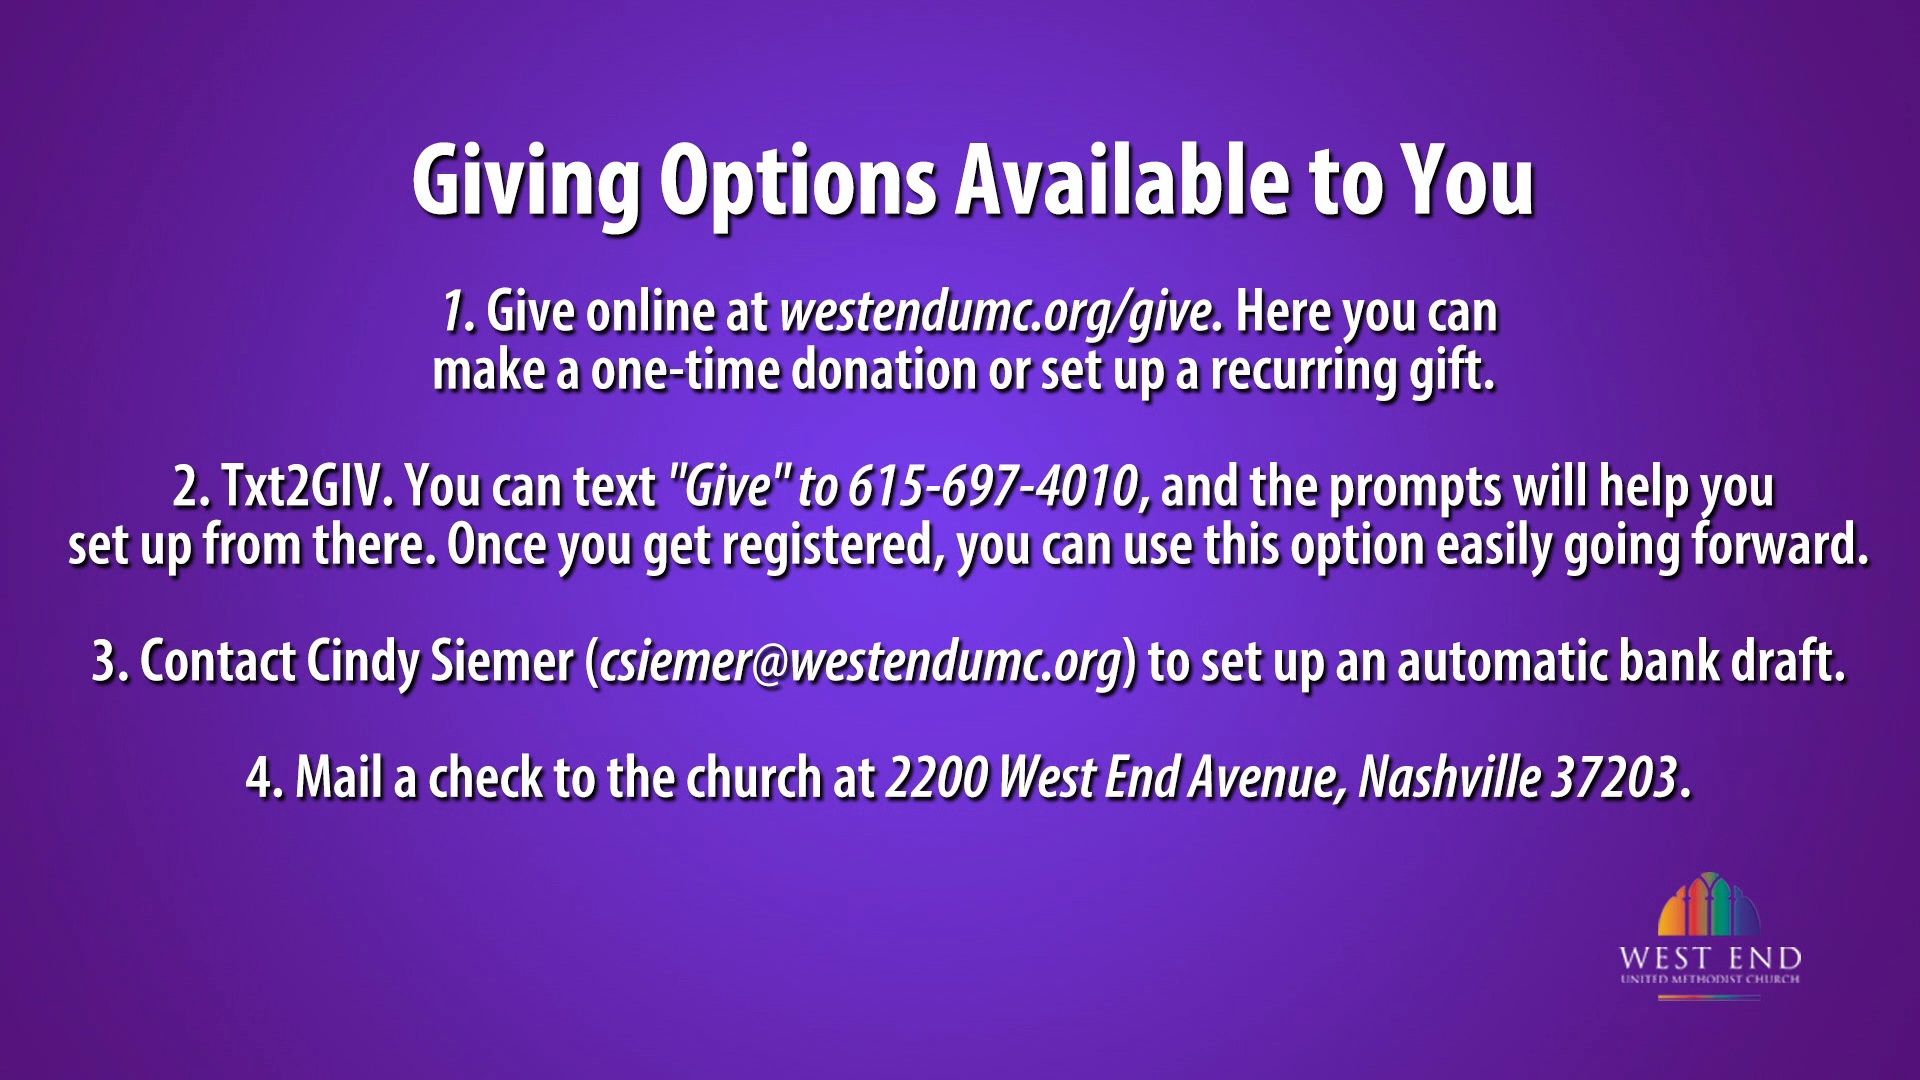 Giving Options Available to You
1. Give online at westendumc.org/give. Here you can
make a one-time donation or set up a recurring gift.
2. Txt2GIV. You can text "Give" to 615-697-4010, and the prompts will help you
set up from there. Once you get registered, you can use this option easily going forward.
3. Contact Cindy Siemer (csiemer@westendumc.org) to set up an automatic bank draft.
4. Mail a check to the church at 2200 West End Avenue, Nashville 37203.
WEST END
UNITED METHODIST CHURCH